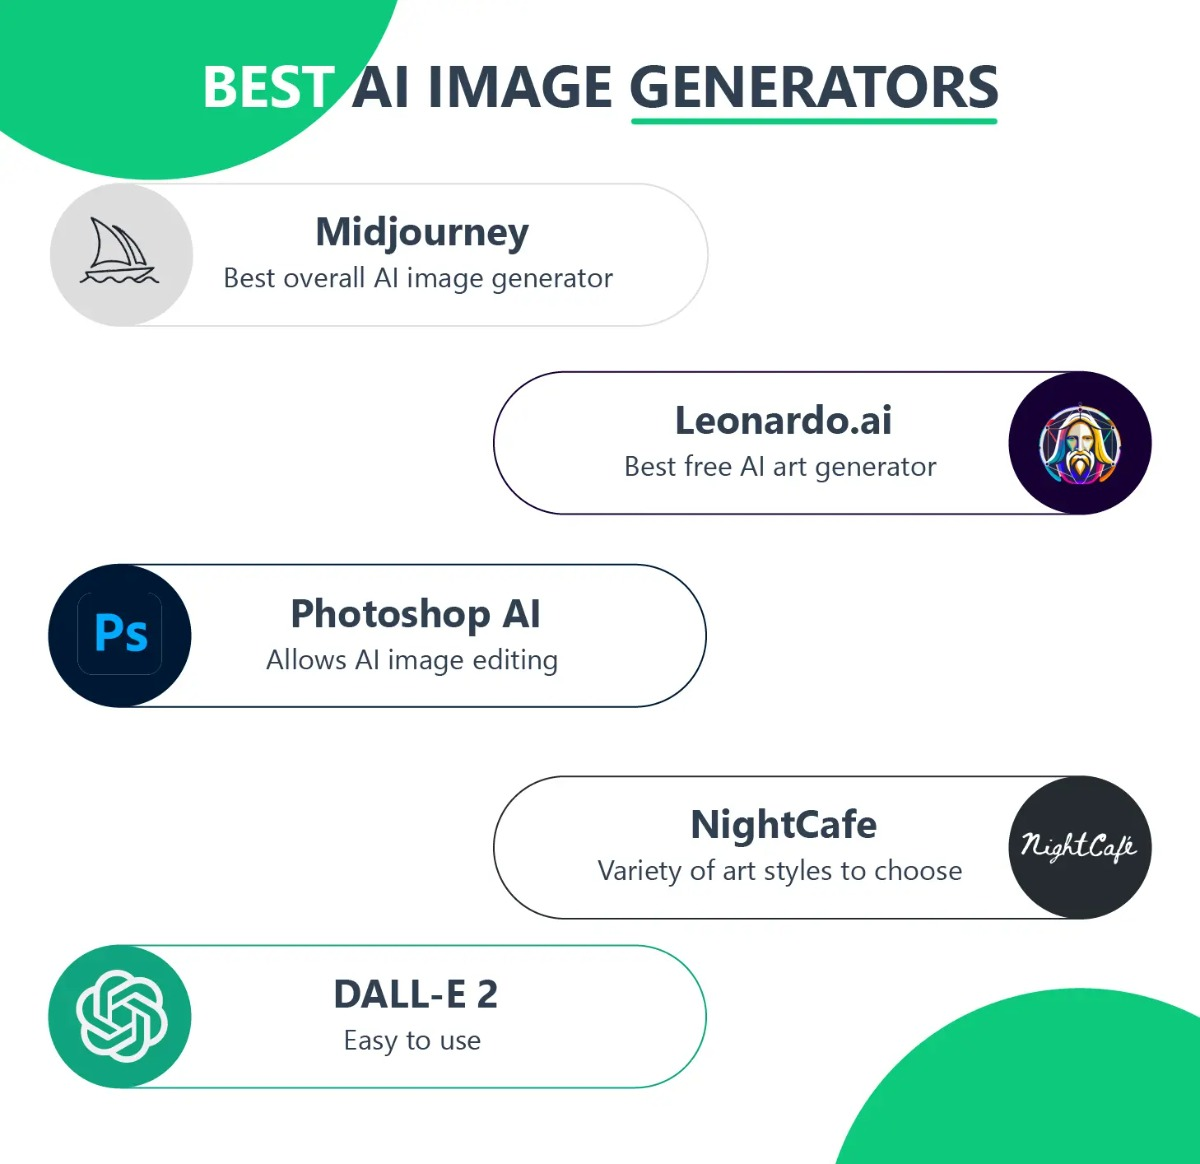 BEST AI IMAGE GENERATORS
Midjourney
Best overall AI image generator
Leonardo.ai
Best free AI art generator
Ps
Photoshop AI
Allows AI image editing
NightCafe
Variety of art styles to choose
NightCafé
DALL-E 2
Easy to use